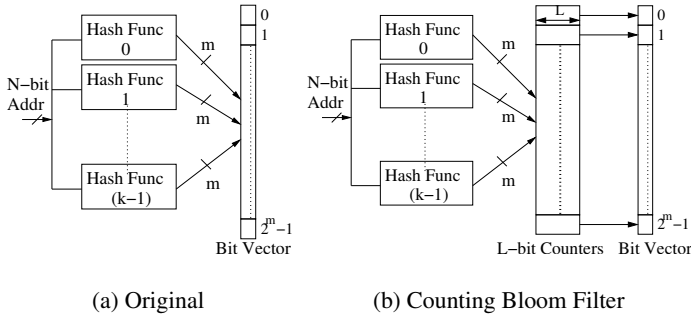 N−bit
Addr
Hash Func
0
Hash Func
1
Hash Func
(k−1)
m
m
m
0
1
2^m−1
Bit Vector
(a) Original
N−bit
Addr
Hash Func
0
Hash Func
1
Hash Func
(k−1)
m
m
m
L
0
1
2^m−1
L−bit Counters
Bit Vector
(b) Counting Bloom Filter